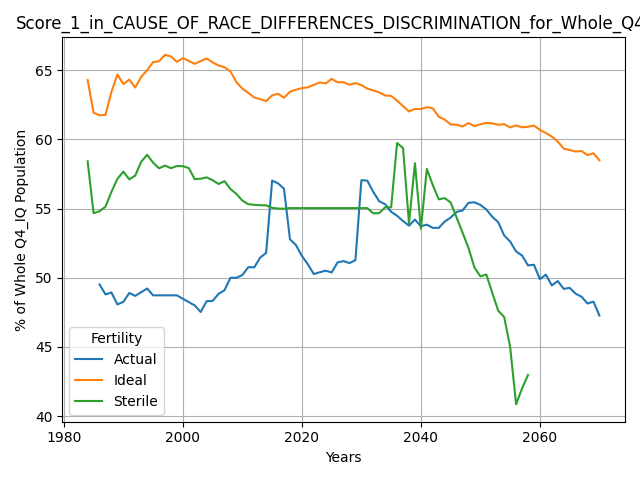 Score_1_in_CAUSE_OF_RACE_DIFFERENCES_DISCRIMINATION_for_Whole_Q4
% of Whole Q4_IQ Population
65
60
55
50
45
40
Fertility
Actual
Ideal
Sterile
1980 2000 2020 2040 2060
Years